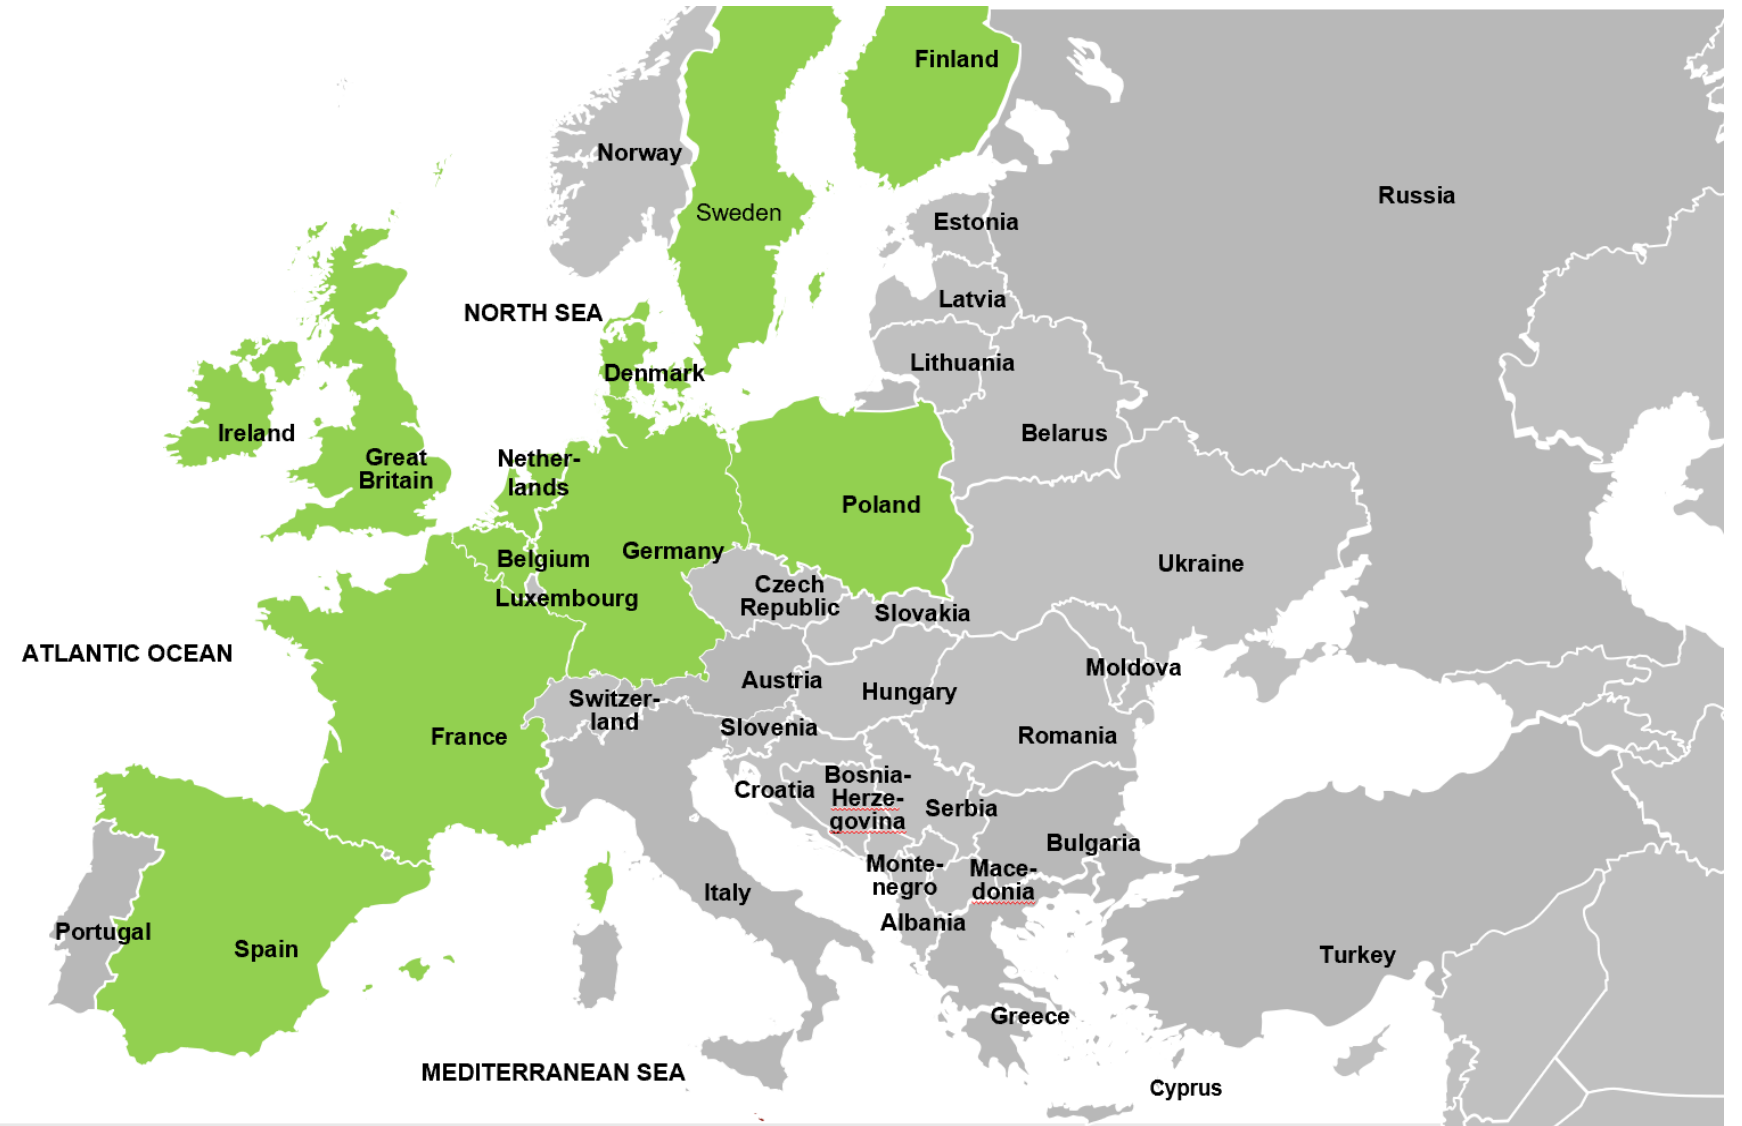 Finland
Norway
Russia
Sweden
Estonia
Latvia
NORTH SEA
Lithuania
Denmark
Ireland
Belarus
Great
Britain
Nether-
lands
Poland
Germany
Belgium
Ukraine
Czech
Republic
Luxembourg
Slovakia
ATLANTIC OCEAN
Moldova
Austria
Hungary
Switzer-
land
Slovenia
France
Romania
Croatia
Bosnia-
Herze-
govina
Serbia
Bulgaria
Monte-
negro
Mace-
donia
Italy
Albania
Portugal
Spain
Turkey
Greece
MEDITERRANEAN SEA
Cyprus